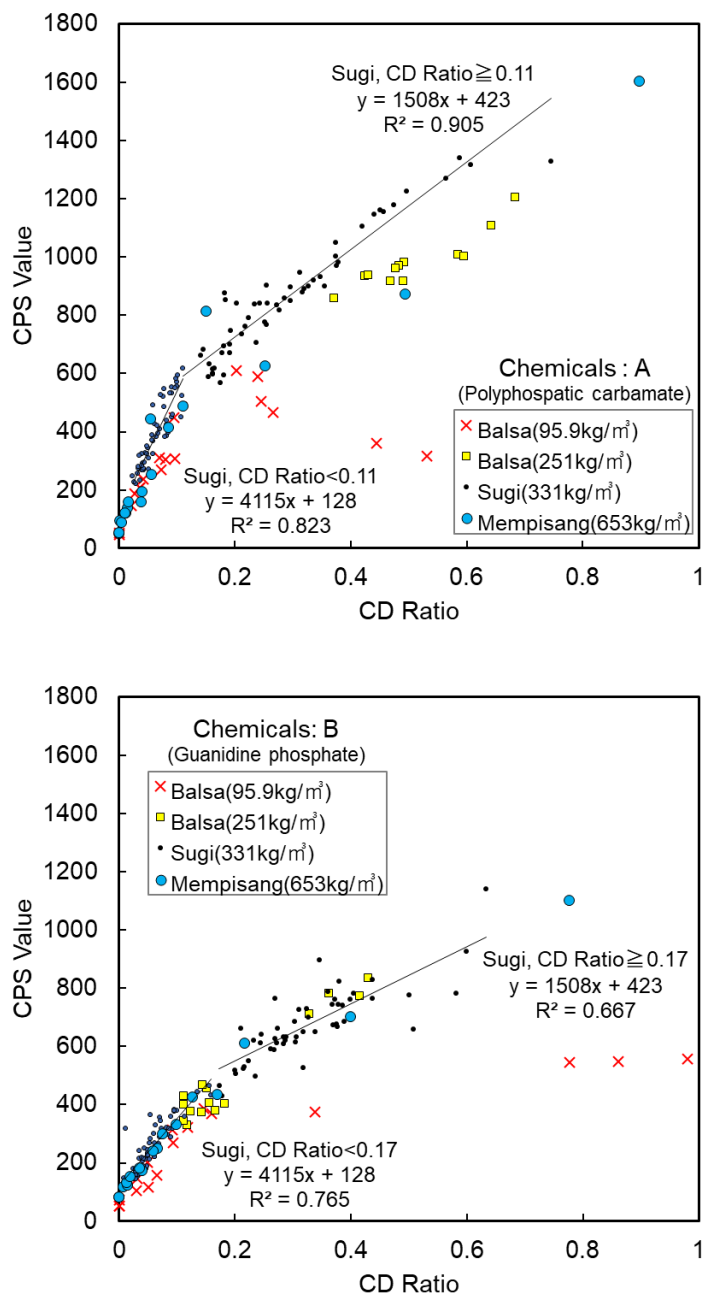 1800
1600
1400
1200
1000
800
600
400
200
0
CPS Value
Sugi, CD Ratio≧0.11
y = 1508x + 423
R² = 0.905
Sugi, CD Ratio<0.11
y = 4115x + 128
R² = 0.823
Chemicals : A
(Polyphospatic carbamate)
Balsa(95.9kg/㎥)
Balsa(251kg/㎥)
Sugi(331kg/㎥)
Mempisang(653kg/㎥)
0 0.2 0.4 0.6 0.8 1
CD Ratio
1800
1600
1400
1200
1000
800
600
400
200
0
CPS Value
Chemicals: B
(Guanidine phosphate)
Balsa(95.9kg/㎥)
Balsa(251kg/㎥)
Sugi(331kg/㎥)
Mempisang(653kg/㎥)
Sugi, CD Ratio≧0.17
y = 1508x + 423
R² = 0.667
Sugi, CD Ratio<0.17
y = 4115x + 128
R² = 0.765
0 0.2 0.4 0.6 0.8 1
CD Ratio